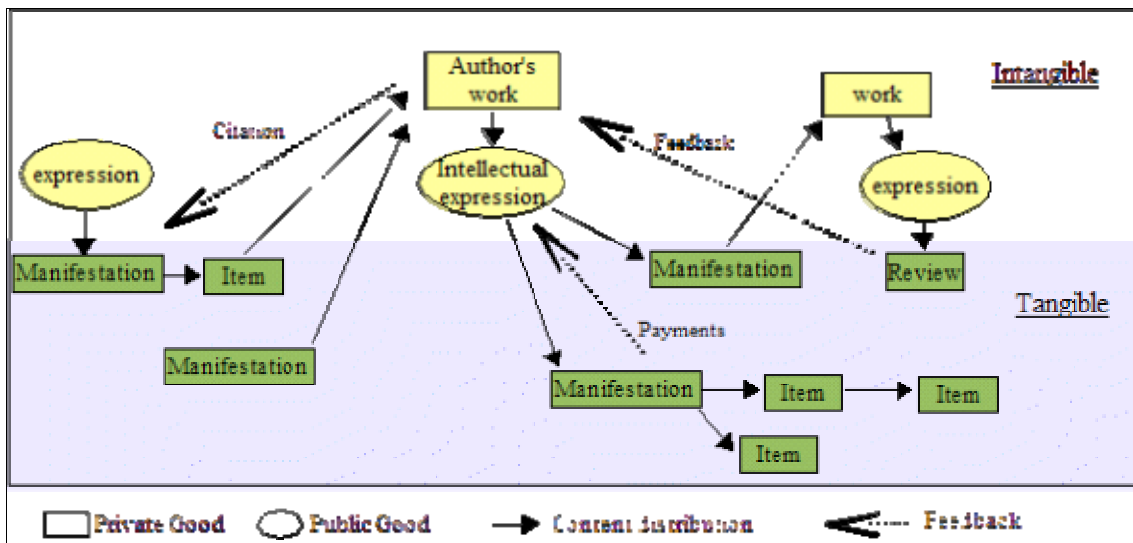 Author's
work
Intangible
work
Citation
Feedback
expression
Intellectual
expression
expression
Manifestation
Item
Manifestation
Review
Tangible
Payments
Manifestation
Manifestation
Item
Item
Item
Private Good
Public Good
Content distribution
Feedback